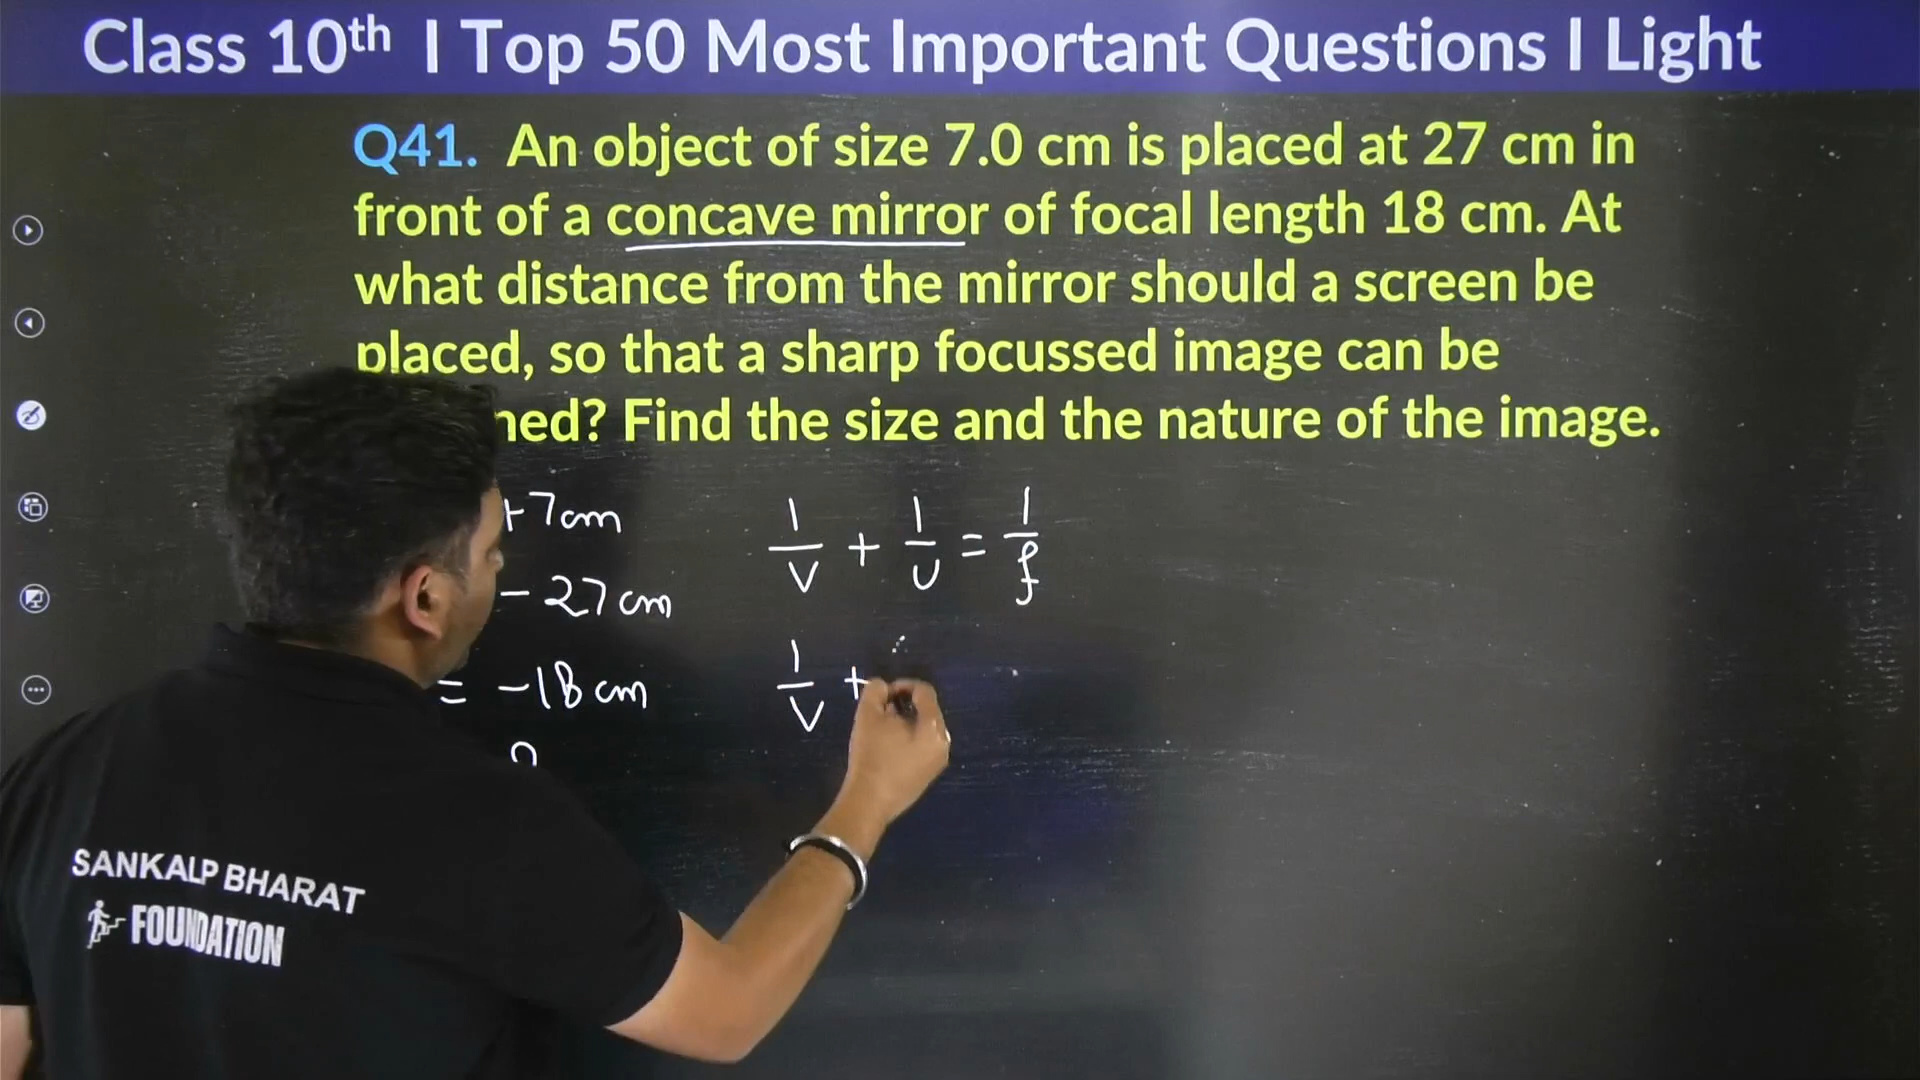 Class 10th I Top 50 Most Important Questions I Light
Q41. An object of size 7.0 cm is placed at 27 cm in
front of a concave mirror of focal length 18 cm. At
what distance from the mirror should a screen be
placed, so that a sharp focussed image can be
ned? Find the size and the nature of the image.
+7cm
- 27cm
= -18cm
?
1/v + 1/u = 1/f
1/v +
SANKALP BHARAT
FOUNDATION